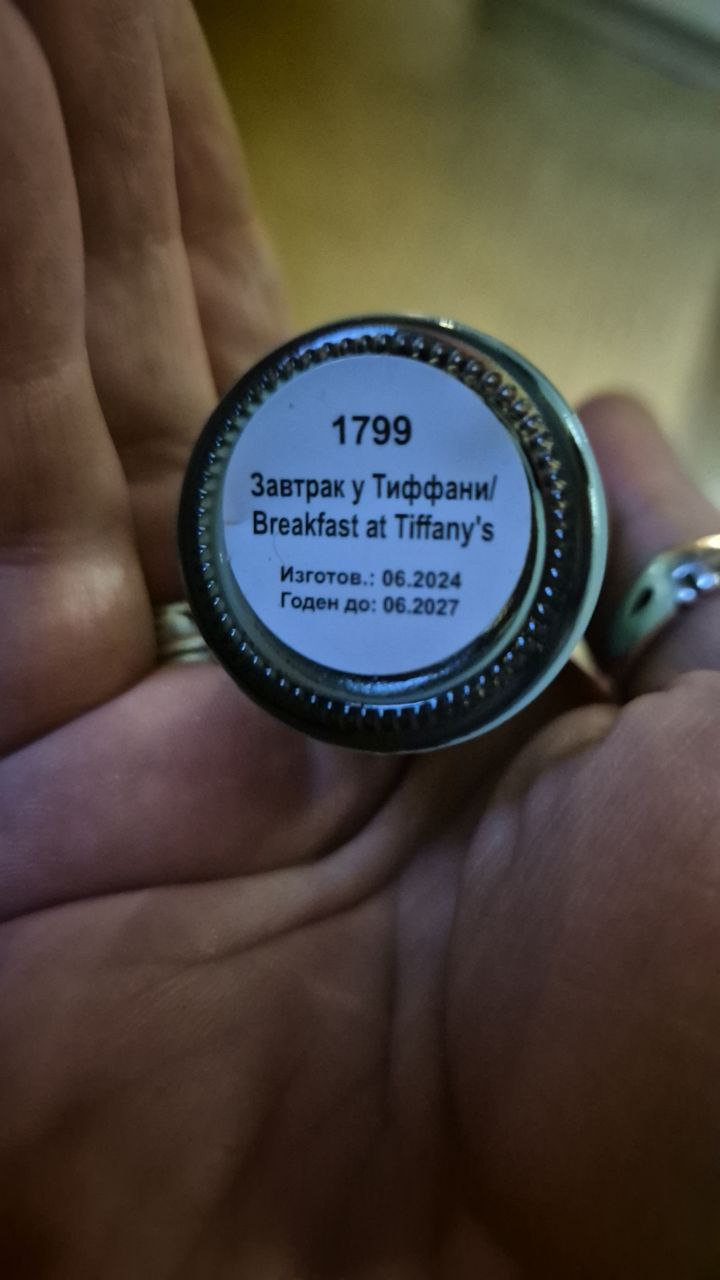 1799
Завтрак у Тиффани/
Breakfast at Tiffany's
Изготов.: 06.2024
Годен до: 06.2027